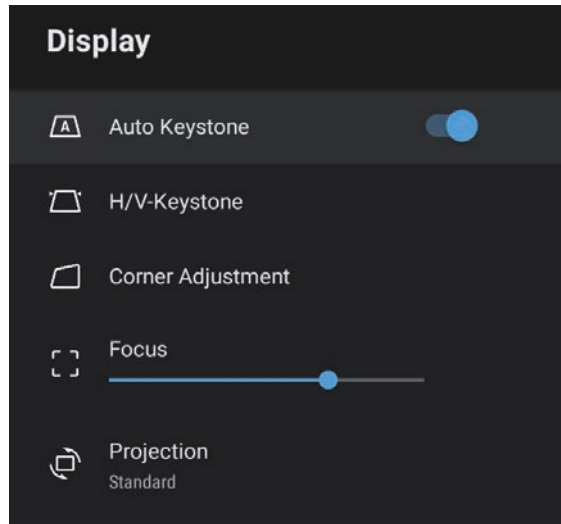 Display
A
Auto Keystone
H/V-Keystone
Corner Adjustment
Focus
Projection
Standard